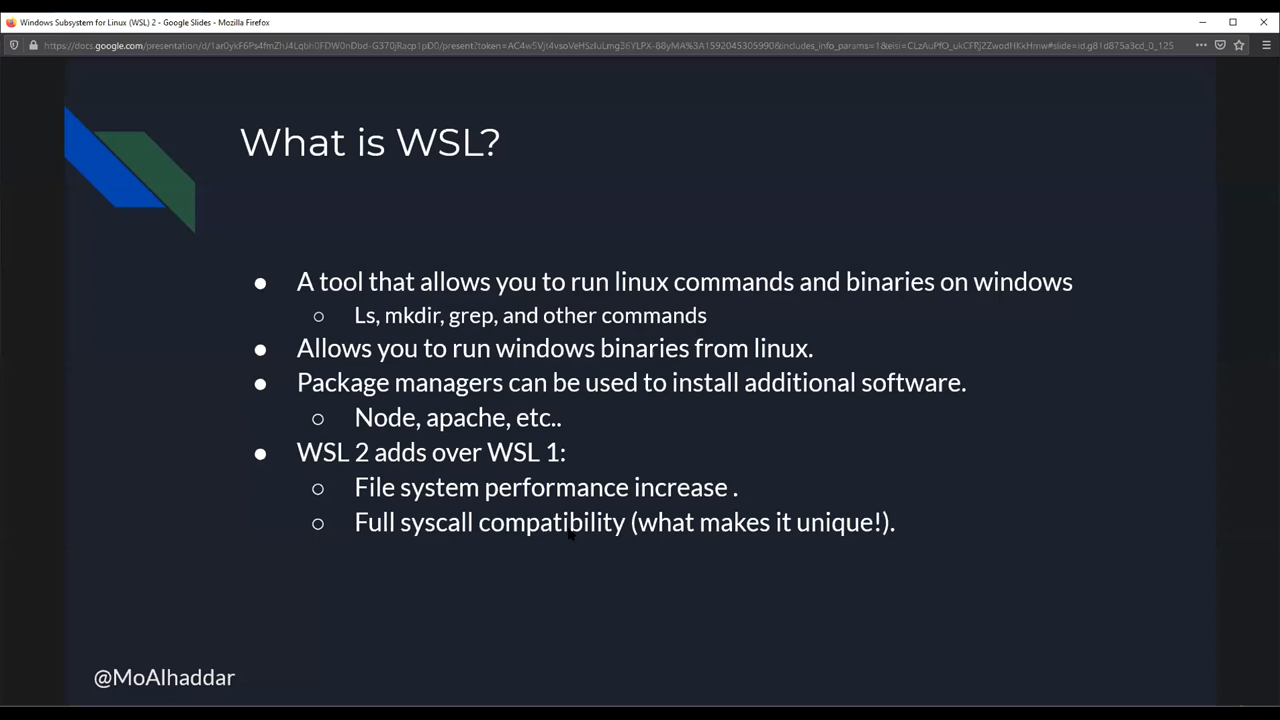 Windows Subsystem for Linux (WSL) 2 - Google Slides - Mozilla Firefox
What is WSL?
● A tool that allows you to run linux commands and binaries on windows
○ Ls, mkdir, grep, and other commands
● Allows you to run windows binaries from linux.
● Package managers can be used to install additional software.
○ Node, apache, etc..
● WSL 2 adds over WSL 1:
○ File system performance increase .
○ Full syscall compatibility (what makes it unique!).
@MoAlhaddar